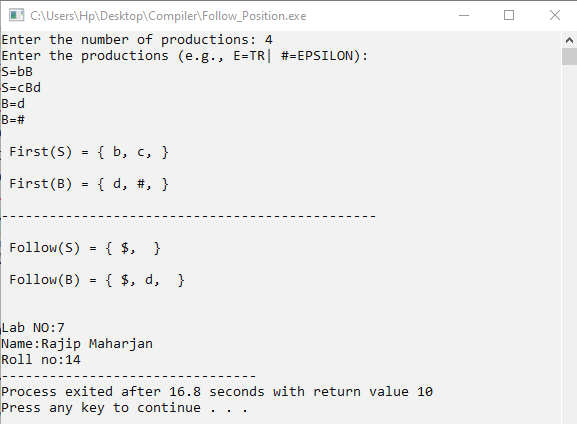 C:\Users\Hp\Desktop\Compiler\Follow_Position.exe
Enter the number of productions: 4
Enter the productions (e.g., E=TR| #=EPSILON):
S=bB
S=cBd
B=d
B=#
First(S) = { b, c, }
First(B) = { d, #, }
-----------------------------------------------
Follow(S) = { $,  }
Follow(B) = { $, d,  }
Lab NO:7
Name:Rajip Maharjan
Roll no:14
--------------------------------
Process exited after 16.8 seconds with return value 10
Press any key to continue . . .